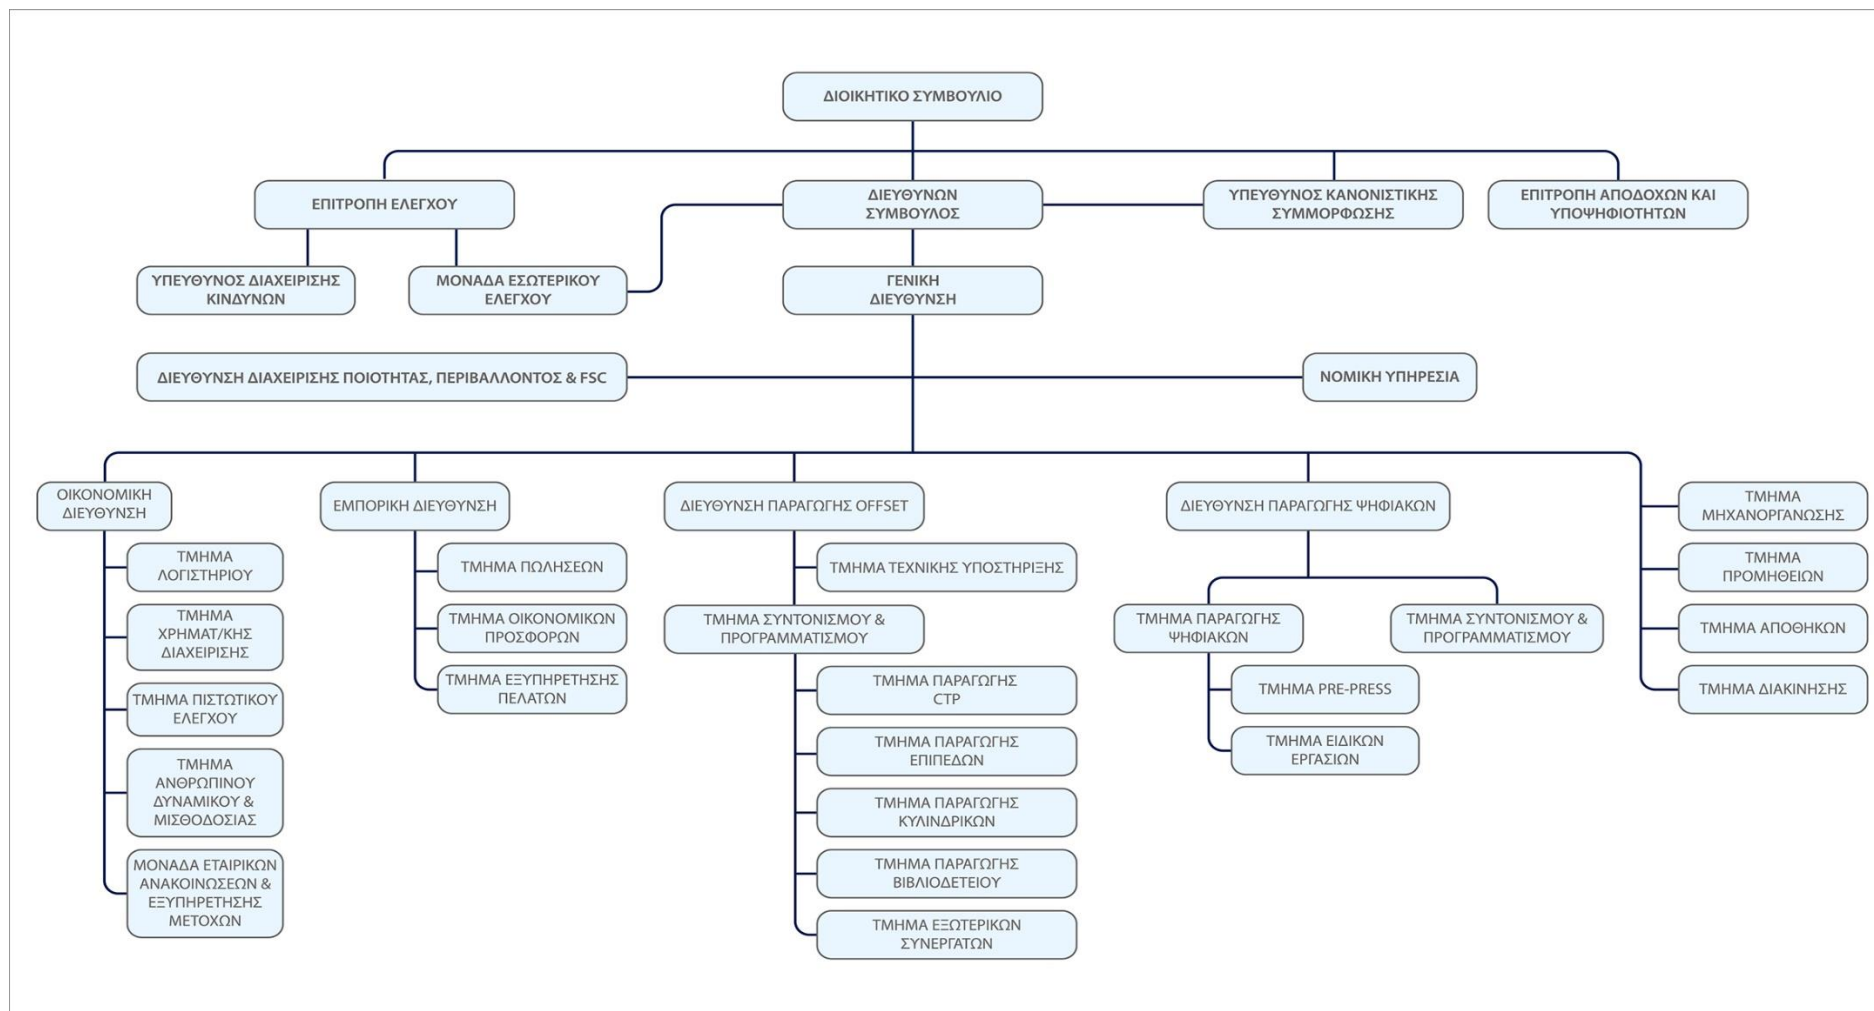 ΔΙΟΙΚΗΤΙΚΟ ΣΥΜΒΟΥΛΙΟ
ΕΠΙΤΡΟΠΗ ΕΛΕΓΧΟΥ
ΔΙΕΥΘΥΝΩΝ
ΣΥΜΒΟΥΛΟΣ
ΥΠΕΥΘΥΝΟΣ ΚΑΝΟΝΙΣΤΙΚΗΣ
ΣΥΜΜΟΡΦΩΣΗΣ
ΕΠΙΤΡΟΠΗ ΑΠΟΔΟΧΩΝ ΚΑΙ
ΥΠΟΨΗΦΙΟΤΗΤΩΝ
ΥΠΕΥΘΥΝΟΣ ΔΙΑΧΕΙΡΙΣΗΣ
ΚΙΝΔΥΝΩΝ
ΜΟΝΑΔΑ ΕΣΩΤΕΡΙΚΟΥ
ΕΛΕΓΧΟΥ
ΓΕΝΙΚΗ
ΔΙΕΥΘΥΝΣΗ
ΔΙΕΥΘΥΝΣΗ ΔΙΑΧΕΙΡΙΣΗΣ ΠΟΙΟΤΗΤΑΣ, ΠΕΡΙΒΑΛΛΟΝΤΟΣ & FSC
ΝΟΜΙΚΗ ΥΠΗΡΕΣΙΑ
ΟΙΚΟΝΟΜΙΚΗ
ΔΙΕΥΘΥΝΣΗ
ΤΜΗΜΑ
ΛΟΓΙΣΤΗΡΙΟΥ
ΤΜΗΜΑ
ΧΡΗΜΑΤ/ΚΗΣ
ΔΙΑΧΕΙΡΙΣΗΣ
ΤΜΗΜΑ ΠΙΣΤΩΤΙΚΟΥ
ΕΛΕΓΧΟΥ
ΤΜΗΜΑ
ΑΝΘΡΩΠΙΝΟΥ
ΔΥΝΑΜΙΚΟΥ &
ΜΙΣΘΟΔΟΣΙΑΣ
ΜΟΝΑΔΑ ΕΤΑΙΡΙΚΩΝ
ΑΝΑΚΟΙΝΩΣΕΩΝ &
ΕΞΥΠΗΡΕΤΗΣΗΣ
ΜΕΤΟΧΩΝ
ΕΜΠΟΡΙΚΗ ΔΙΕΥΘΥΝΣΗ
ΤΜΗΜΑ ΠΩΛΗΣΕΩΝ
ΤΜΗΜΑ ΟΙΚΟΝΟΜΙΚΩΝ
ΠΡΟΣΦΟΡΩΝ
ΤΜΗΜΑ ΕΞΥΠΗΡΕΤΗΣΗΣ
ΠΕΛΑΤΩΝ
ΔΙΕΥΘΥΝΣΗ ΠΑΡΑΓΩΓΗΣ OFFSET
ΤΜΗΜΑ ΤΕΧΝΙΚΗΣ ΥΠΟΣΤΗΡΙΞΗΣ
ΤΜΗΜΑ ΣΥΝΤΟΝΙΣΜΟΥ &
ΠΡΟΓΡΑΜΜΑΤΙΣΜΟΥ
ΤΜΗΜΑ ΠΑΡΑΓΩΓΗΣ
CTP
ΤΜΗΜΑ ΠΑΡΑΓΩΓΗΣ
ΕΠΙΠΕΔΩΝ
ΤΜΗΜΑ ΠΑΡΑΓΩΓΗΣ
ΚΥΛΙΝΔΡΙΚΩΝ
ΤΜΗΜΑ ΠΑΡΑΓΩΓΗΣ
ΒΙΒΛΙΟΔΕΤΕΙΟΥ
ΤΜΗΜΑ ΕΞΩΤΕΡΙΚΩΝ
ΣΥΝΕΡΓΑΤΩΝ
ΔΙΕΥΘΥΝΣΗ ΠΑΡΑΓΩΓΗΣ ΨΗΦΙΑΚΩΝ
ΤΜΗΜΑ ΠΑΡΑΓΩΓΗΣ
ΨΗΦΙΑΚΩΝ
ΤΜΗΜΑ ΣΥΝΤΟΝΙΣΜΟΥ &
ΠΡΟΓΡΑΜΜΑΤΙΣΜΟΥ
ΤΜΗΜΑ PRE-PRESS
ΤΜΗΜΑ ΕΙΔΙΚΩΝ
ΕΡΓΑΣΙΩΝ
ΤΜΗΜΑ
ΜΗΧΑΝΟΡΓΑΝΩΣΗΣ
ΤΜΗΜΑ
ΠΡΟΜΗΘΕΙΩΝ
ΤΜΗΜΑ ΑΠΟΘΗΚΩΝ
ΤΜΗΜΑ ΔΙΑΚΙΝΗΣΗΣ